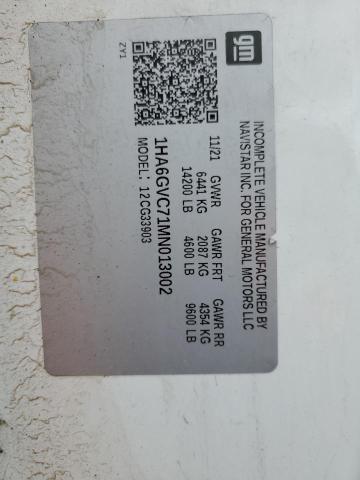 gm
INCOMPLETE VEHICLE MANUFACTURED BY
NAVISTAR INC. FOR GENERAL MOTORS LLC
11/21 GVWR GAWR FRT GAWR RR
6441 KG 2087 KG 4354 KG
14200 LB 4600 LB 9600 LB
1HA6GVC71MN013002
MODEL: 12CG33903
ZY1